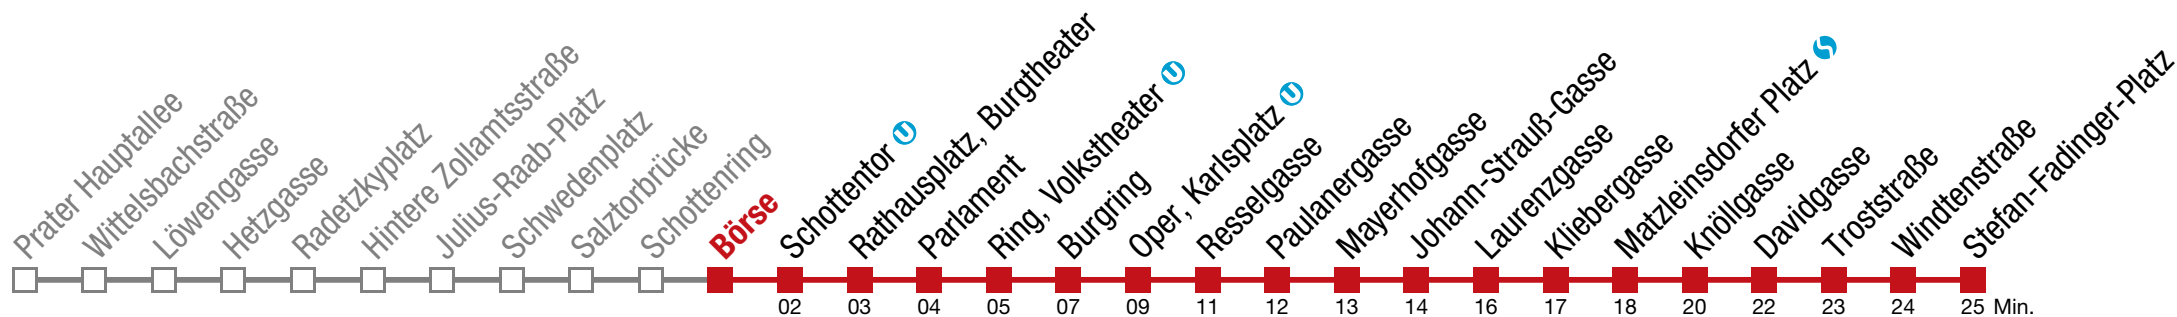 Prater Hauptallee
Wittelsbachstraße
Löwengasse
Hetzgasse
Radetzkyplatz
Hintere Zollamtsstraße
Julius-Raab-Platz
Schwedenplatz
Salztorbrücke
Schottenring
Börse
Schottentor
Rathausplatz, Burgtheater
Parlament
Ring, Volkstheater
Burgring
Oper, Karlsplatz
Resselgasse
Paulanergasse
Mayerhofgasse
Johann-Strauß-Gasse
Laurenzgasse
Kliebergasse
Matzleinsdorfer Platz
Knöllgasse
Davidgasse
Troststraße
Windtenstraße
Stefan-Fadinger-Platz
02 03 04 05 07 09 11 12 13 14 16 17 18 20 22 23 24 25 Min.